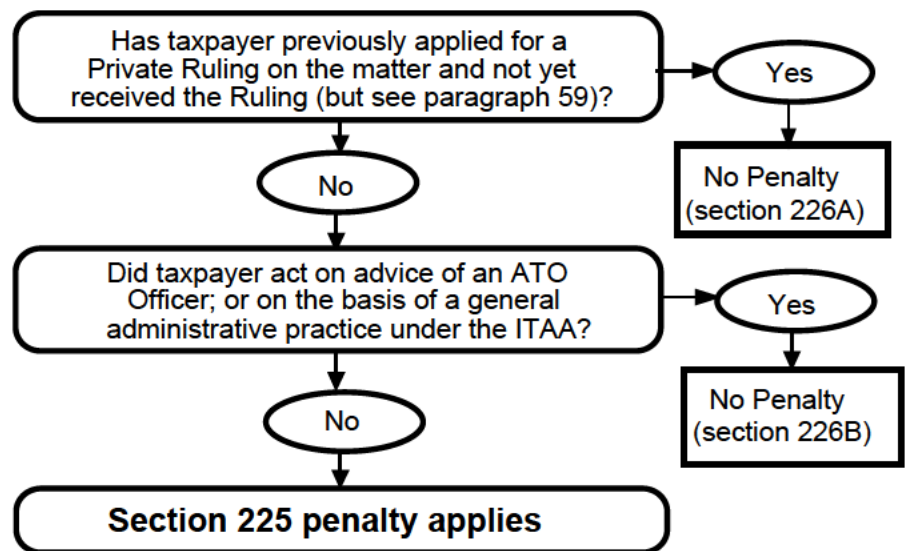 Has taxpayer previously applied for a
Private Ruling on the matter and not yet
received the Ruling (but see paragraph 59)?
Yes
No Penalty
(section 226A)
No
Did taxpayer act on advice of an ATO
Officer; or on the basis of a general
administrative practice under the ITAA?
Yes
No Penalty
(section 226B)
No
Section 225 penalty applies